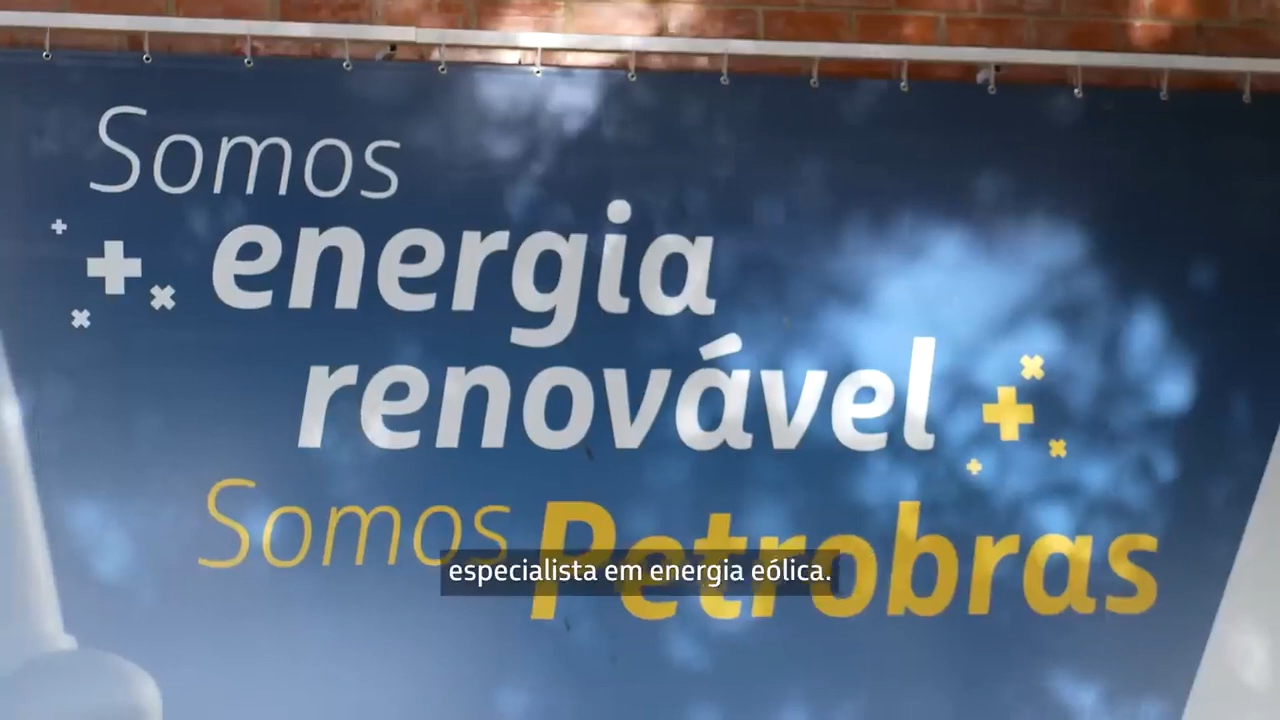 Somos
energia
renovável
Somos Petrobras
especialista em energia eólica.